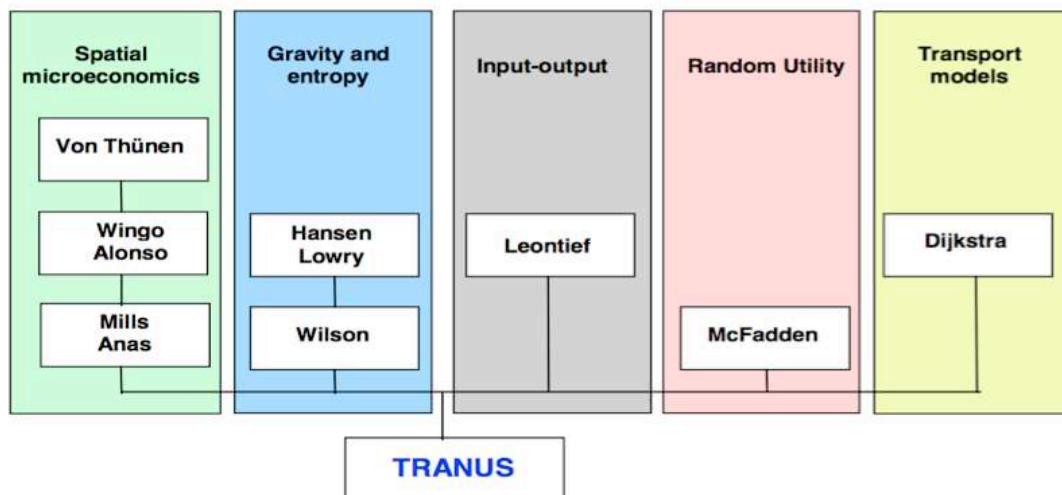 Spatial
microeconomics
Gravity and
entropy
Input-output
Random Utility
Transport
models
Von Thünen
Wingo
Alonso
Hansen
Lowry
Leontief
Dijkstra
Mills
Anas
Wilson
McFadden
TRANUS